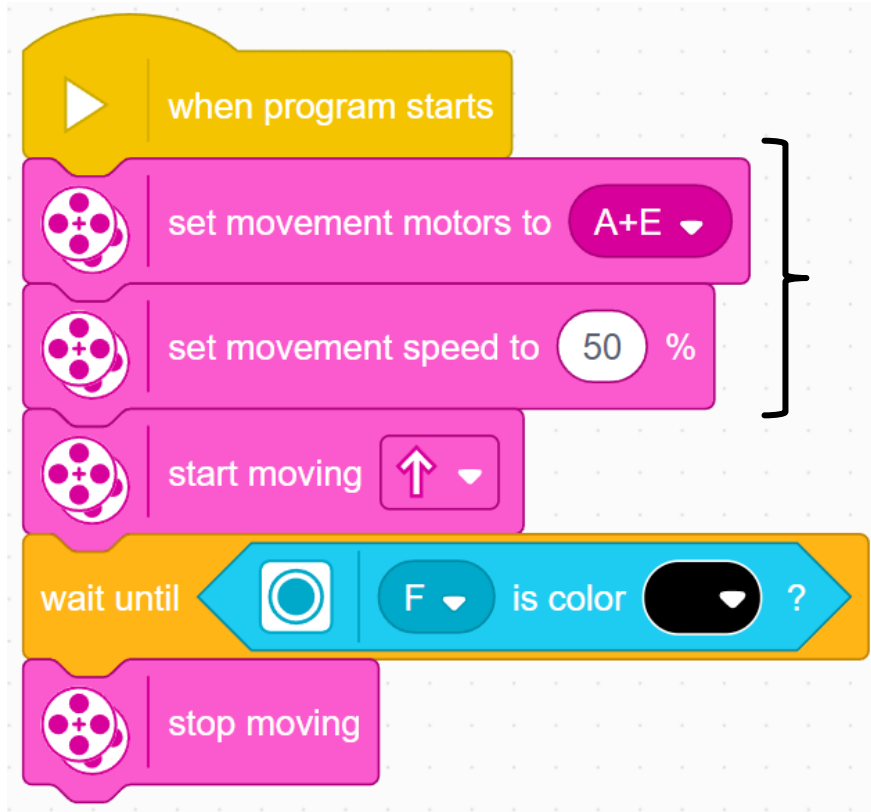 when program starts
set movement motors to A+E
set movement speed to 50 %
start moving
wait until F is color ?
stop moving